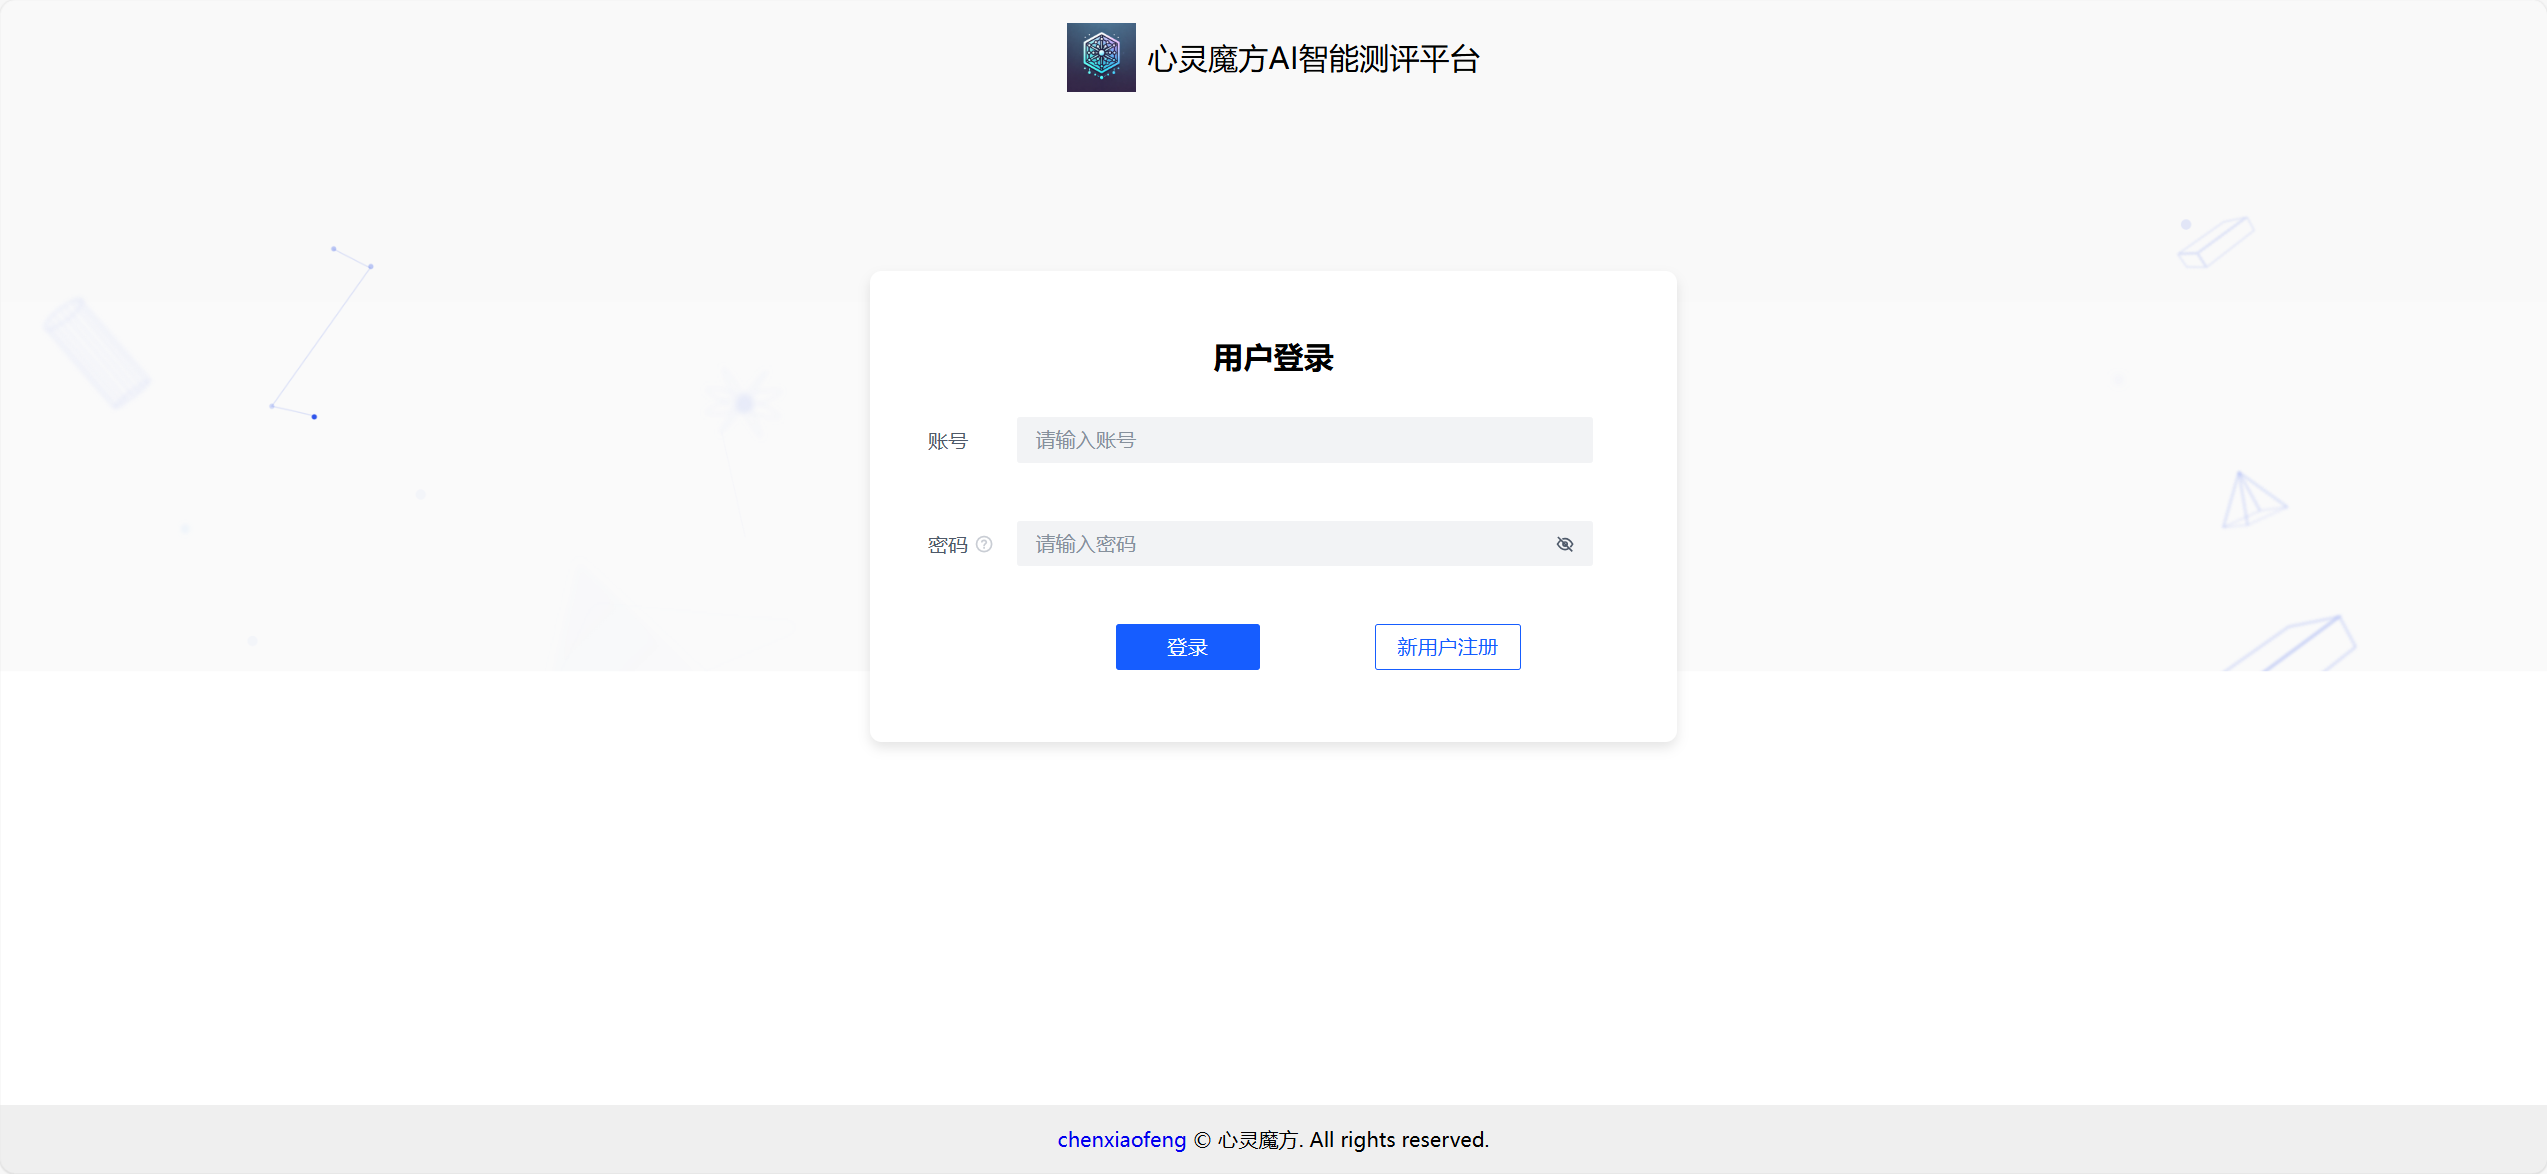 心灵魔方AI智能测评平台
用户登录
账号 请输入账号
密码 请输入密码
登录 新用户注册
chenxiaofeng © 心灵魔方. All rights reserved.